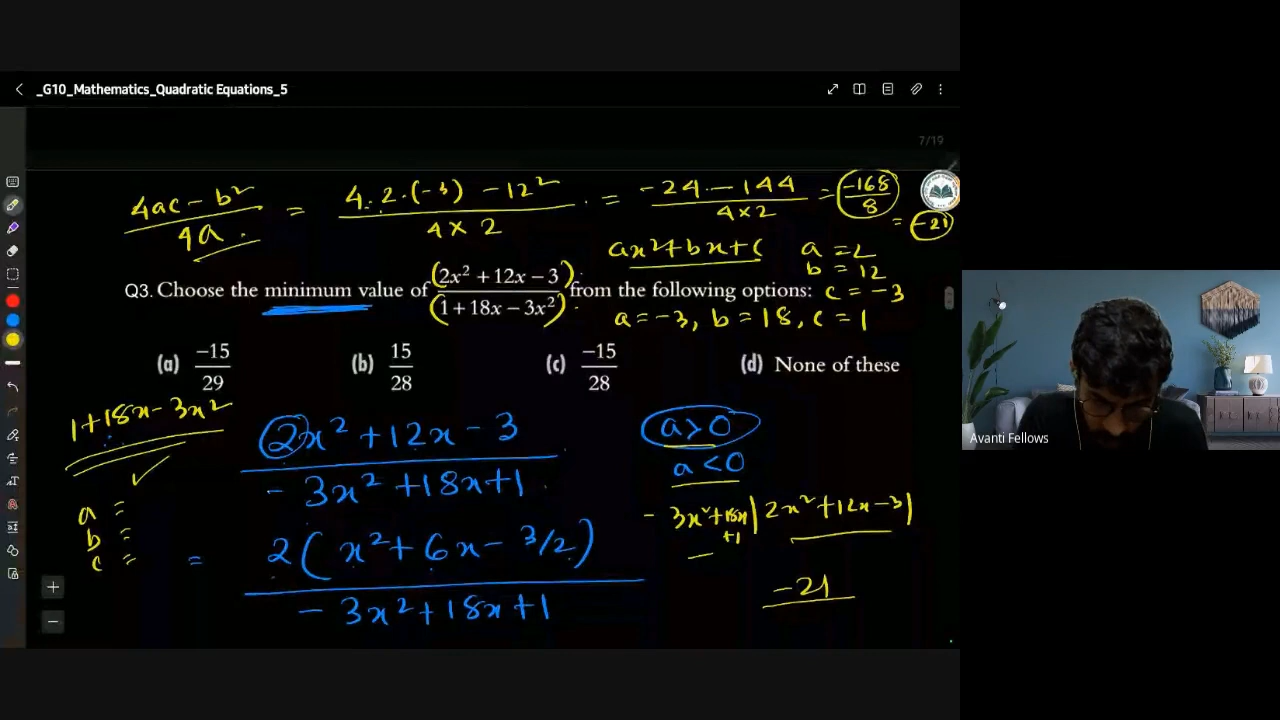 _G10_Mathematics_Quadratic Equations_5
7/19
4ac - b² / 4a = 4.2.(-3) - 12² / 4×2 = -24 - 144 / 4×2 = -168 / 8 = -21
ax²+bx+c a = 2
b = 12
Q3. Choose the minimum value of (2x² + 12x − 3) / (1 + 18x − 3x²) from the following options: c = -3
a = -3, b = 18, c = 1
(a) −15/29 (b) 15/28 (c) −15/28 (d) None of these
1+18x-3x²
2x² +12x - 3 / - 3x² +18x+1
a>0
a<0
a =
b =
c =
- 3x²+18x+1 | 2x²+12x-3 |
= 2(x²+6x - 3/2) / - 3x²+18x+1
-21
Avanti Fellows